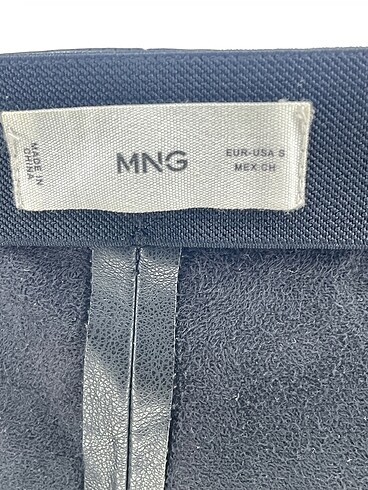 MADE IN
CHINA
MNG
EUR-USA S
MEX CH